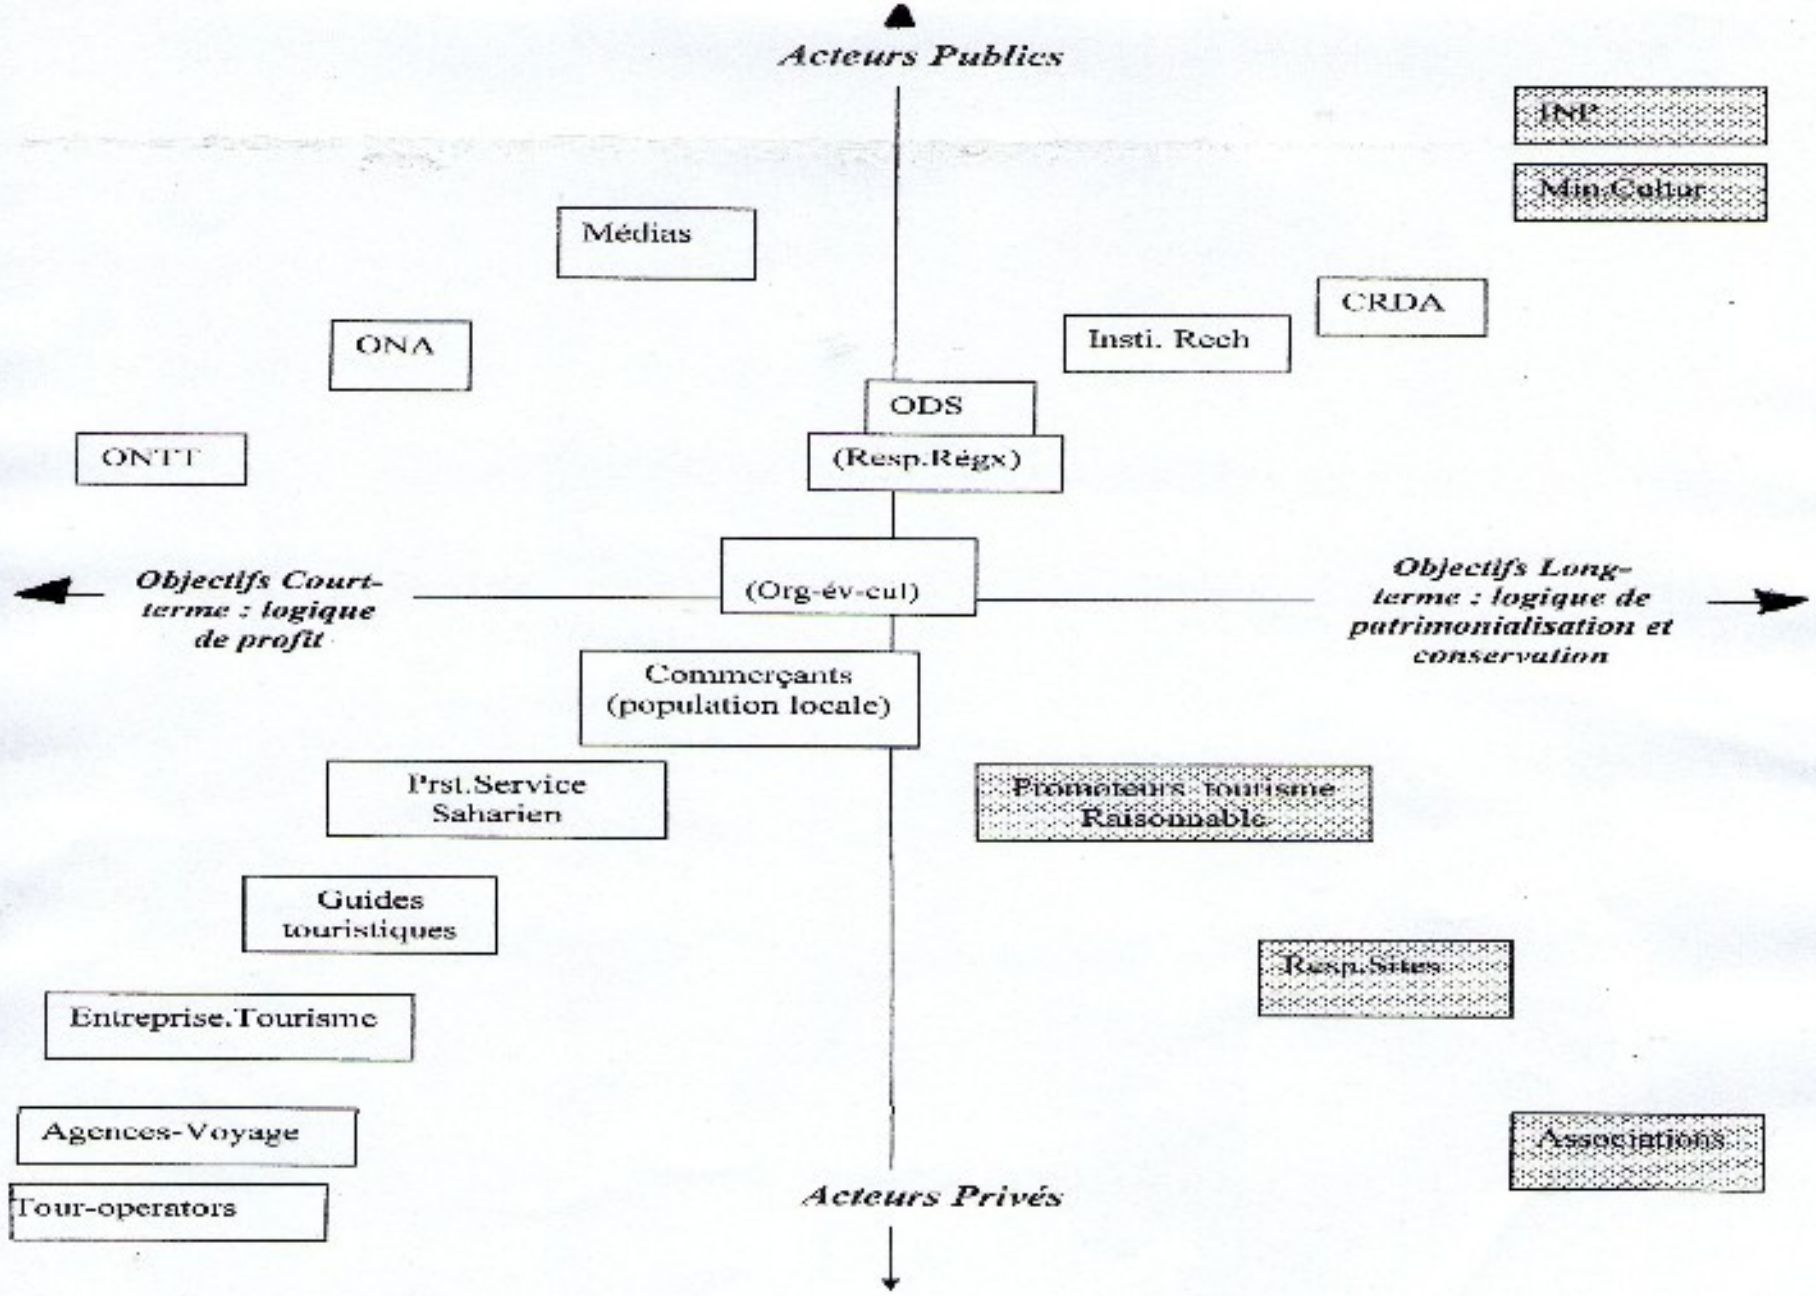 Acteurs Publics
INP
Min.Cultur
Médias
CRDA
Insti. Rech
ONA
ODS
ONTT
(Resp.Régx)
Objectifs Court-
terme : logique
de profit
(Org-év-cul)
Objectifs Long-
terme : logique de
patrimonialisation et
conservation
Commerçants
(population locale)
Prst.Service
Saharien
Promoteurs tourisme
Raisonnable
Guides
touristiques
Resp.Sites
Entreprise.Tourisme
Agences-Voyage
Associations
Acteurs Privés
Tour-operators